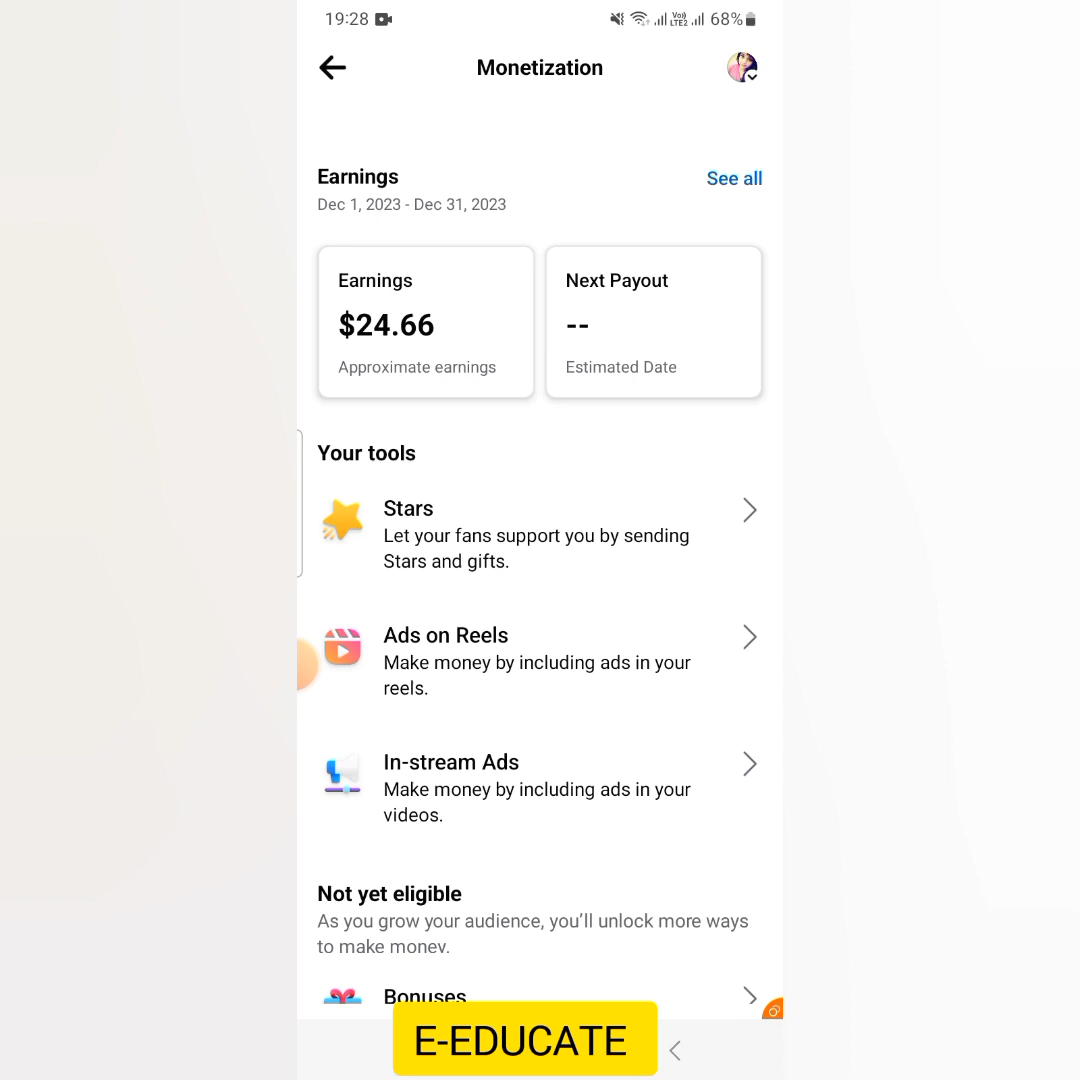 19:28 68%
Monetization
Earnings See all
Dec 1, 2023 - Dec 31, 2023
Earnings Next Payout
$24.66 --
Approximate earnings Estimated Date
Your tools
Stars
Let your fans support you by sending
Stars and gifts.
Ads on Reels
Make money by including ads in your
reels.
In-stream Ads
Make money by including ads in your
videos.
Not yet eligible
As you grow your audience, you’ll unlock more ways
to make money.
Bonuses
E-EDUCATE